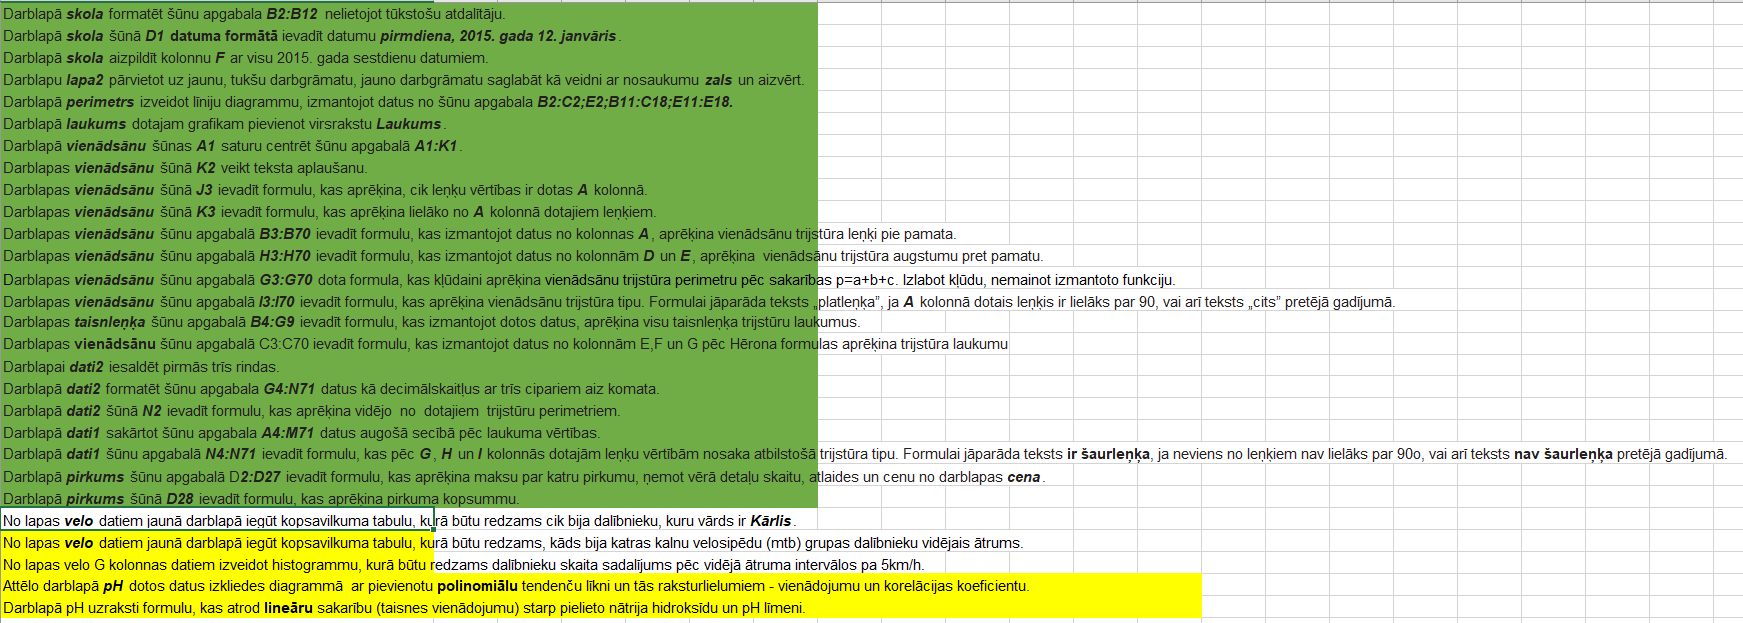 Darblapā skola formatēt šūnu apgabala B2:B12 nelietojot tūkstošu atdalītāju.
Darblapā skola šūnā D1 datuma formātā ievadīt datumu pirmdiena, 2015. gada 12. janvāris.
Darblapā skola aizpildīt kolonnu F ar visu 2015. gada sestdienu datumiem.
Darblapu lapa2 pārvietot uz jaunu, tukšu darbgrāmatu, jauno darbgrāmatu saglabāt kā veidni ar nosaukumu zals un aizvērt.
Darblapā perimetrs izveidot līniju diagrammu, izmantojot datus no šūnu apgabala B2:C2;E2;B11:C18;E11:E18.
Darblapā laukums dotajam grafikam pievienot virsrakstu Laukums.
Darblapā vienādsānu šūnas A1 saturu centrēt šūnu apgabalā A1:K1.
Darblapas vienādsānu šūnā K2 veikt teksta aplaušanu.
Darblapas vienādsānu šūnā J3 ievadīt formulu, kas aprēķina, cik leņķu vērtības ir dotas A kolonnā.
Darblapas vienādsānu šūnā K3 ievadīt formulu, kas aprēķina lielāko no A kolonnā dotajiem leņķiem.
Darblapas vienādsānu šūnu apgabalā B3:B70 ievadīt formulu, kas izmantojot datus no kolonnas A, aprēķina vienādsānu trijstūra leņķi pie pamata.
Darblapas vienādsānu šūnu apgabalā H3:H70 ievadīt formulu, kas izmantojot datus no kolonnām D un E, aprēķina vienādsānu trijstūra augstumu pret pamatu.
Darblapas vienādsānu šūnu apgabalā G3:G70 dota formula, kas kļūdaini aprēķina vienādsānu trijstūra perimetru pēc sakarības p=a+b+c. Izlabot kļūdu, nemainot izmantoto funkciju.
Darblapas vienādsānu šūnu apgabalā I3:I70 ievadīt formulu, kas aprēķina vienādsānu trijstūra tipu. Formulai jāparāda teksts „platleņķa”, ja A kolonnā dotais leņķis ir lielāks par 90, vai arī teksts „cits” pretējā gadījumā.
Darblapas taisnleņķa šūnu apgabalā B4:G9 ievadīt formulu, kas izmantojot dotos datus, aprēķina visu taisnleņķa trijstūru laukumus.
Darblapas vienādsānu šūnu apgabalā C3:C70 ievadīt formulu, kas izmantojot datus no kolonnām E,F un G pēc Hērona formulas aprēķina trijstūra laukumu
Darblapai dati2 iesaldēt pirmās trīs rindas.
Darblapā dati2 formatēt šūnu apgabala G4:N71 datus kā decimālskaitļus ar trīs cipariem aiz komata.
Darblapā dati2 šūnā N2 ievadīt formulu, kas aprēķina vidējo no dotajiem trijstūru perimetriem.
Darblapā dati1 sakārtot šūnu apgabala A4:M71 datus augošā secībā pēc laukuma vērtības.
Darblapā dati1 šūnu apgabalā N4:N71 ievadīt formulu, kas pēc G, H un I kolonnās dotajām leņķu vērtībām nosaka atbilstošā trijstūra tipu. Formulai jāparāda teksts ir šaurleņķa, ja neviens no leņķiem nav lielāks par 90o, vai arī teksts nav šaurleņķa pretējā gadījumā.
Darblapā pirkums šūnu apgabalā D2:D27 ievadīt formulu, kas aprēķina maksu par katru pirkumu, ņemot vērā detaļu skaitu, atlaides un cenu no darblapas cena.
Darblapā pirkums šūnā D28 ievadīt formulu, kas aprēķina pirkuma kopsummu.
No lapas velo datiem jaunā darblapā iegūt kopsavilkuma tabulu, kurā būtu redzams cik bija dalībnieku, kuru vārds ir Kārlis.
No lapas velo datiem jaunā darblapā iegūt kopsavilkuma tabulu, kurā būtu redzams, kāds bija katras kalnu velosipēdu (mtb) grupas dalībnieku vidējais ātrums.
No lapas velo G kolonnas datiem izveidot histogrammu, kurā būtu redzams dalībnieku skaita sadalījums pēc vidējā ātruma intervālos pa 5km/h.
Attēlo darblapā pH dotos datus izkliedes diagrammā ar pievienotu polinomiālu tendenču līkni un tās raksturlielumiem - vienādojumu un korelācijas koeficientu.
Darblapā pH uzraksti formulu, kas atrod lineāru sakarību (taisnes vienādojumu) starp pielieto nātrija hidroksīdu un pH līmeni.